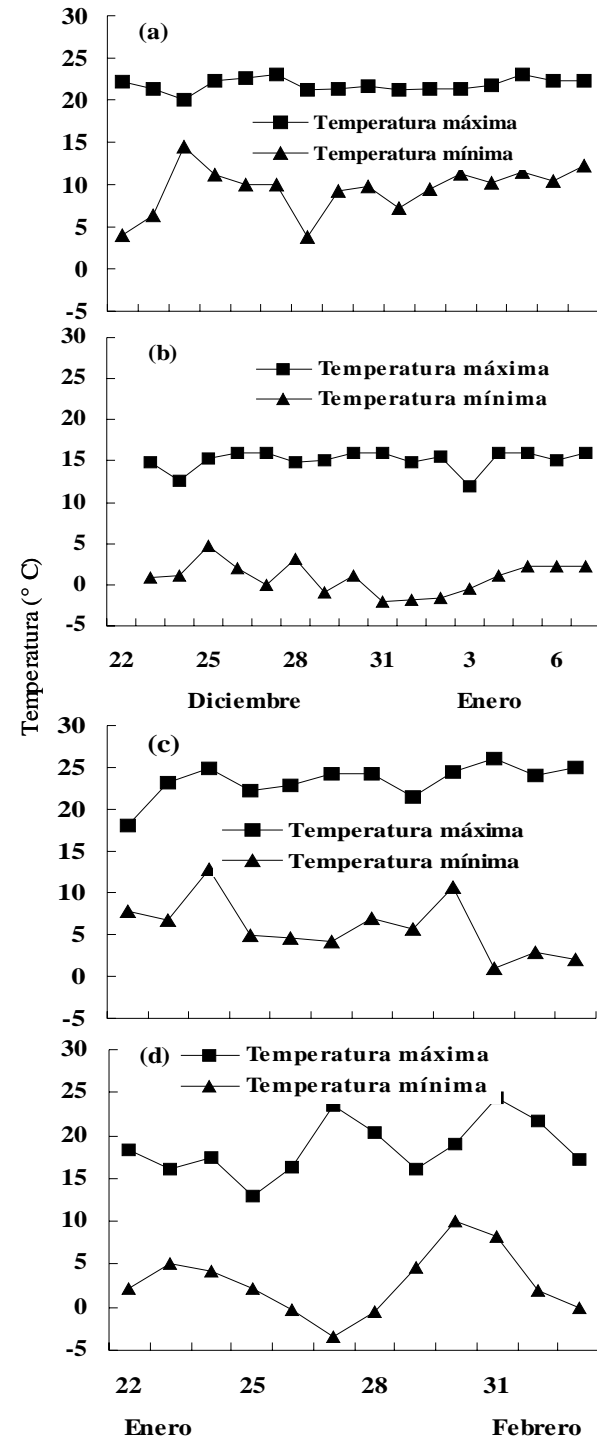 30
(a)
25
20
Temperatura máxima
15
Temperatura mínima
10
5
0
-5
30
(b)
Temperatura máxima
25
Temperatura mínima
20
15
10
5
0
-5
22 25 28 31 3 6
Diciembre Enero
Temperatura (° C)
30
(c)
25
20
Temperatura máxima
15
Temperatura mínima
10
5
0
-5
30
(d) Temperatura máxima
Temperatura mínima
25
20
15
10
5
0
-5
22 25 28 31
Enero Febrero